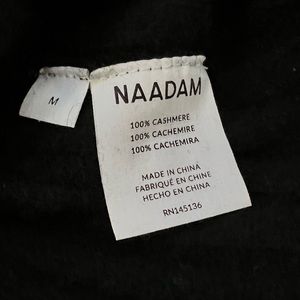 M
NAADAM
100% CASHMERE
100% CACHEMIRE
100% CACHEMIRA
MADE IN CHINA
FABRIQUÉ EN CHINE
HECHO EN CHINA
RN145136